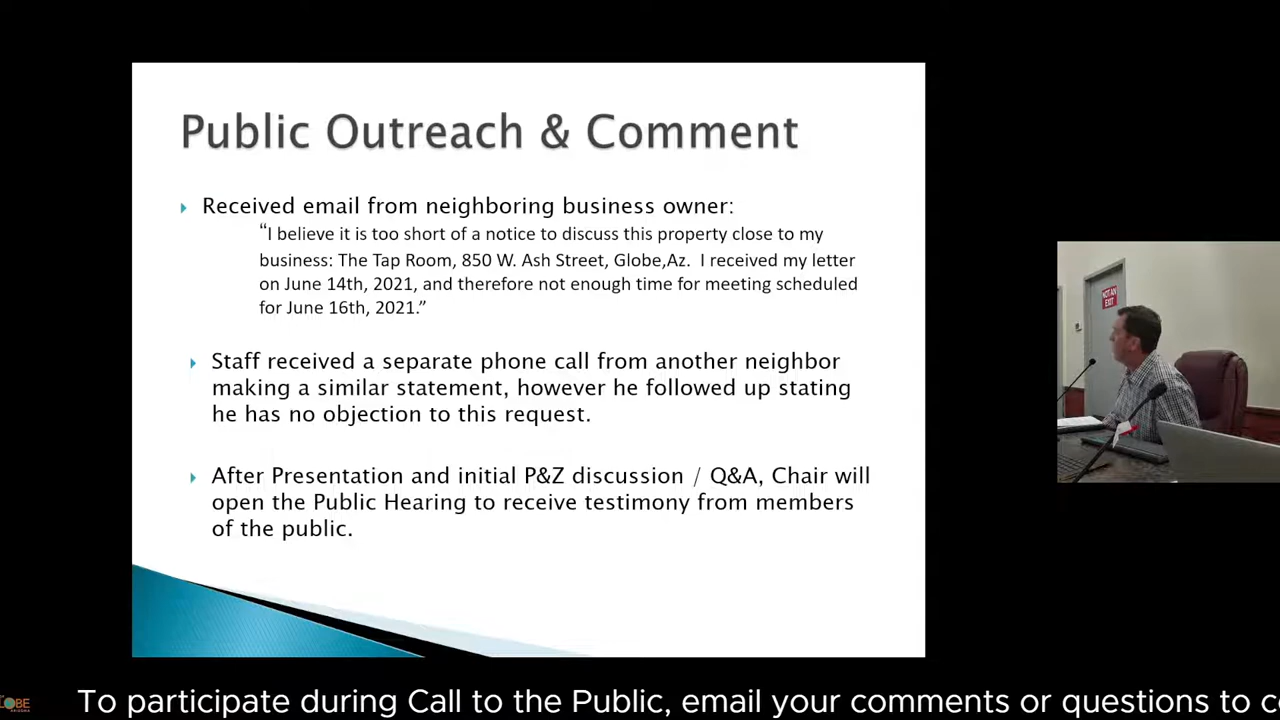 Public Outreach & Comment
Received email from neighboring business owner:
“I believe it is too short of a notice to discuss this property close to my
business: The Tap Room, 850 W. Ash Street, Globe,Az.  I received my letter
on June 14th, 2021, and therefore not enough time for meeting scheduled
for June 16th, 2021.”
Staff received a separate phone call from another neighbor
making a similar statement, however he followed up stating
he has no objection to this request.
After Presentation and initial P&Z discussion / Q&A, Chair will
open the Public Hearing to receive testimony from members
of the public.
NOT AN
EXIT
GLOBE
To participate during Call to the Public, email your comments or questions to c